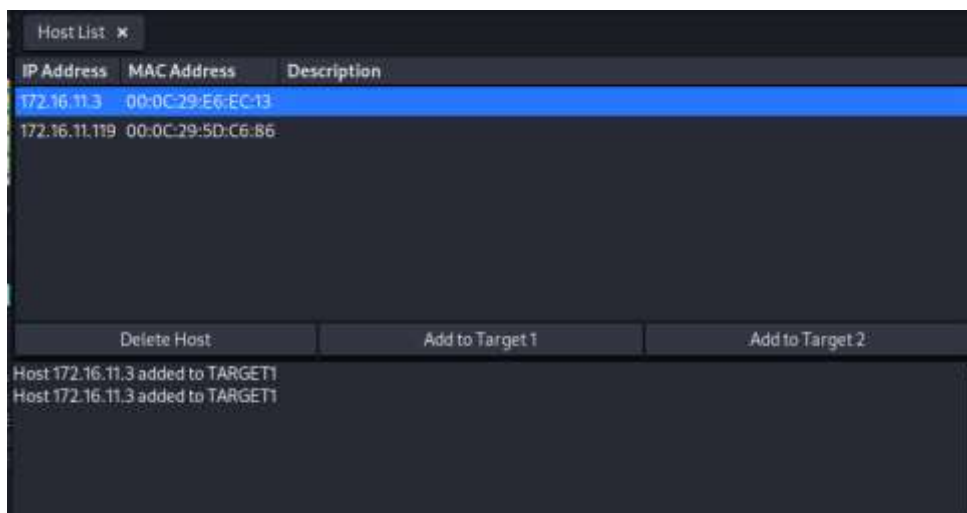 Host List ×
IP Address MAC Address Description
172.16.11.3 00:0C:29:E6:EC:13
172.16.11.119 00:0C:29:5D:C6:86
Delete Host Add to Target 1 Add to Target 2
Host 172.16.11.3 added to TARGET1
Host 172.16.11.3 added to TARGET1